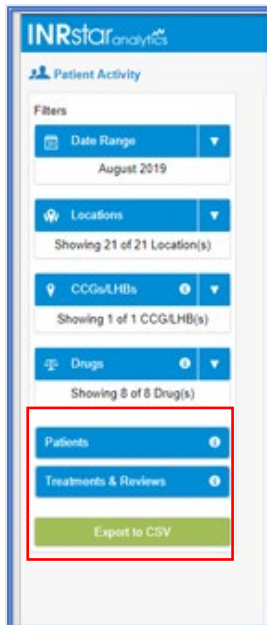 INRstar analytics
Patient Activity
Filters
Date Range
August 2019
Locations
Showing 21 of 21 Location(s)
CCGs/LHBs
Showing 1 of 1 CCG/LHB(s)
Drugs
Showing 8 of 8 Drug(s)
Patients
Treatments & Reviews
Export to CSV